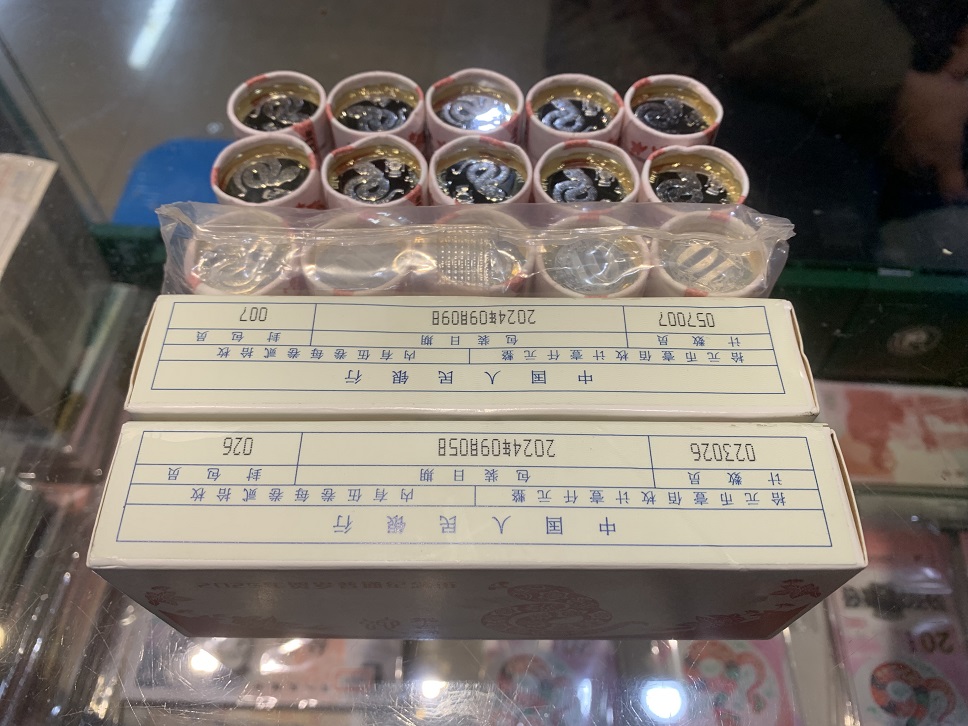 中国人民银行
拾元币壹佰枚计壹仟元整 内有伍卷每卷贰拾枚
计数员 包装日期 封包员
023026 2024年09月05日 026
中国人民银行
拾元币壹佰枚计壹仟元整 内有伍卷每卷贰拾枚
计数员 包装日期 封包员
057007 2024年09月09日 007
10